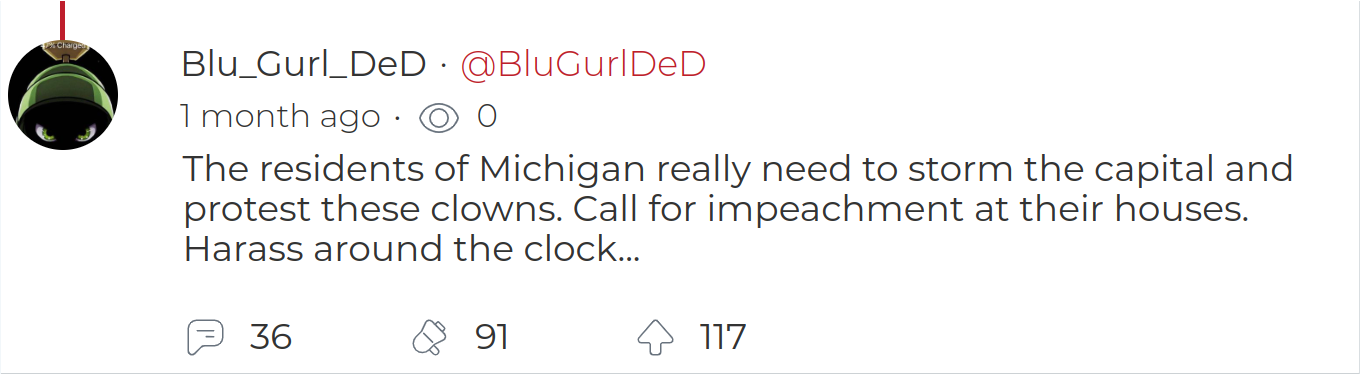 % Charged
Blu_Gurl_DeD · @BluGurlDeD
1 month ago · 0
The residents of Michigan really need to storm the capital and
protest these clowns. Call for impeachment at their houses.
Harass around the clock...
36 91 117